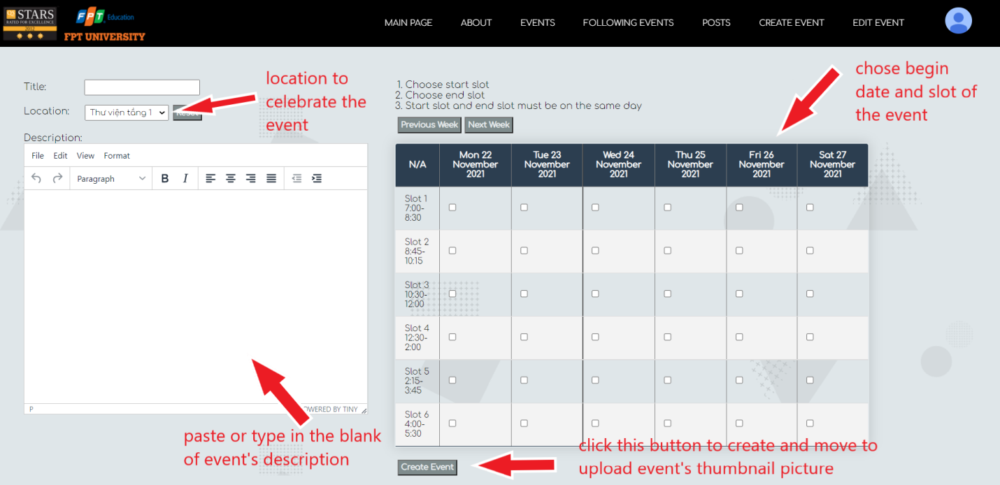 QS STARS
RATED FOR EXCELLENCE
2012
FPT Education
FPT UNIVERSITY
MAIN PAGE
ABOUT
EVENTS
FOLLOWING EVENTS
POSTS
CREATE EVENT
EDIT EVENT
Title:
Location:
Thư viện tầng 1
Reset
location to
celebrate the
event
Description:
File Edit View Format
Paragraph
B I
P
POWERED BY TINY
paste or type in the blank
of event's description
1. Choose start slot
2. Choose end slot
3. Start slot and end slot must be on the same day
Previous Week Next Week
chose begin
date and slot of
the event
N/A
Mon 22
November
2021
Tue 23
November
2021
Wed 24
November
2021
Thu 25
November
2021
Fri 26
November
2021
Sat 27
November
2021
Slot 1
7:00-
8:30
Slot 2
8:45-
10:15
Slot 3
10:30-
12:00
Slot 4
12:30-
2:00
Slot 5
2:15-
3:45
Slot 6
4:00-
5:30
Create Event
click this button to create and move to
upload event's thumbnail picture